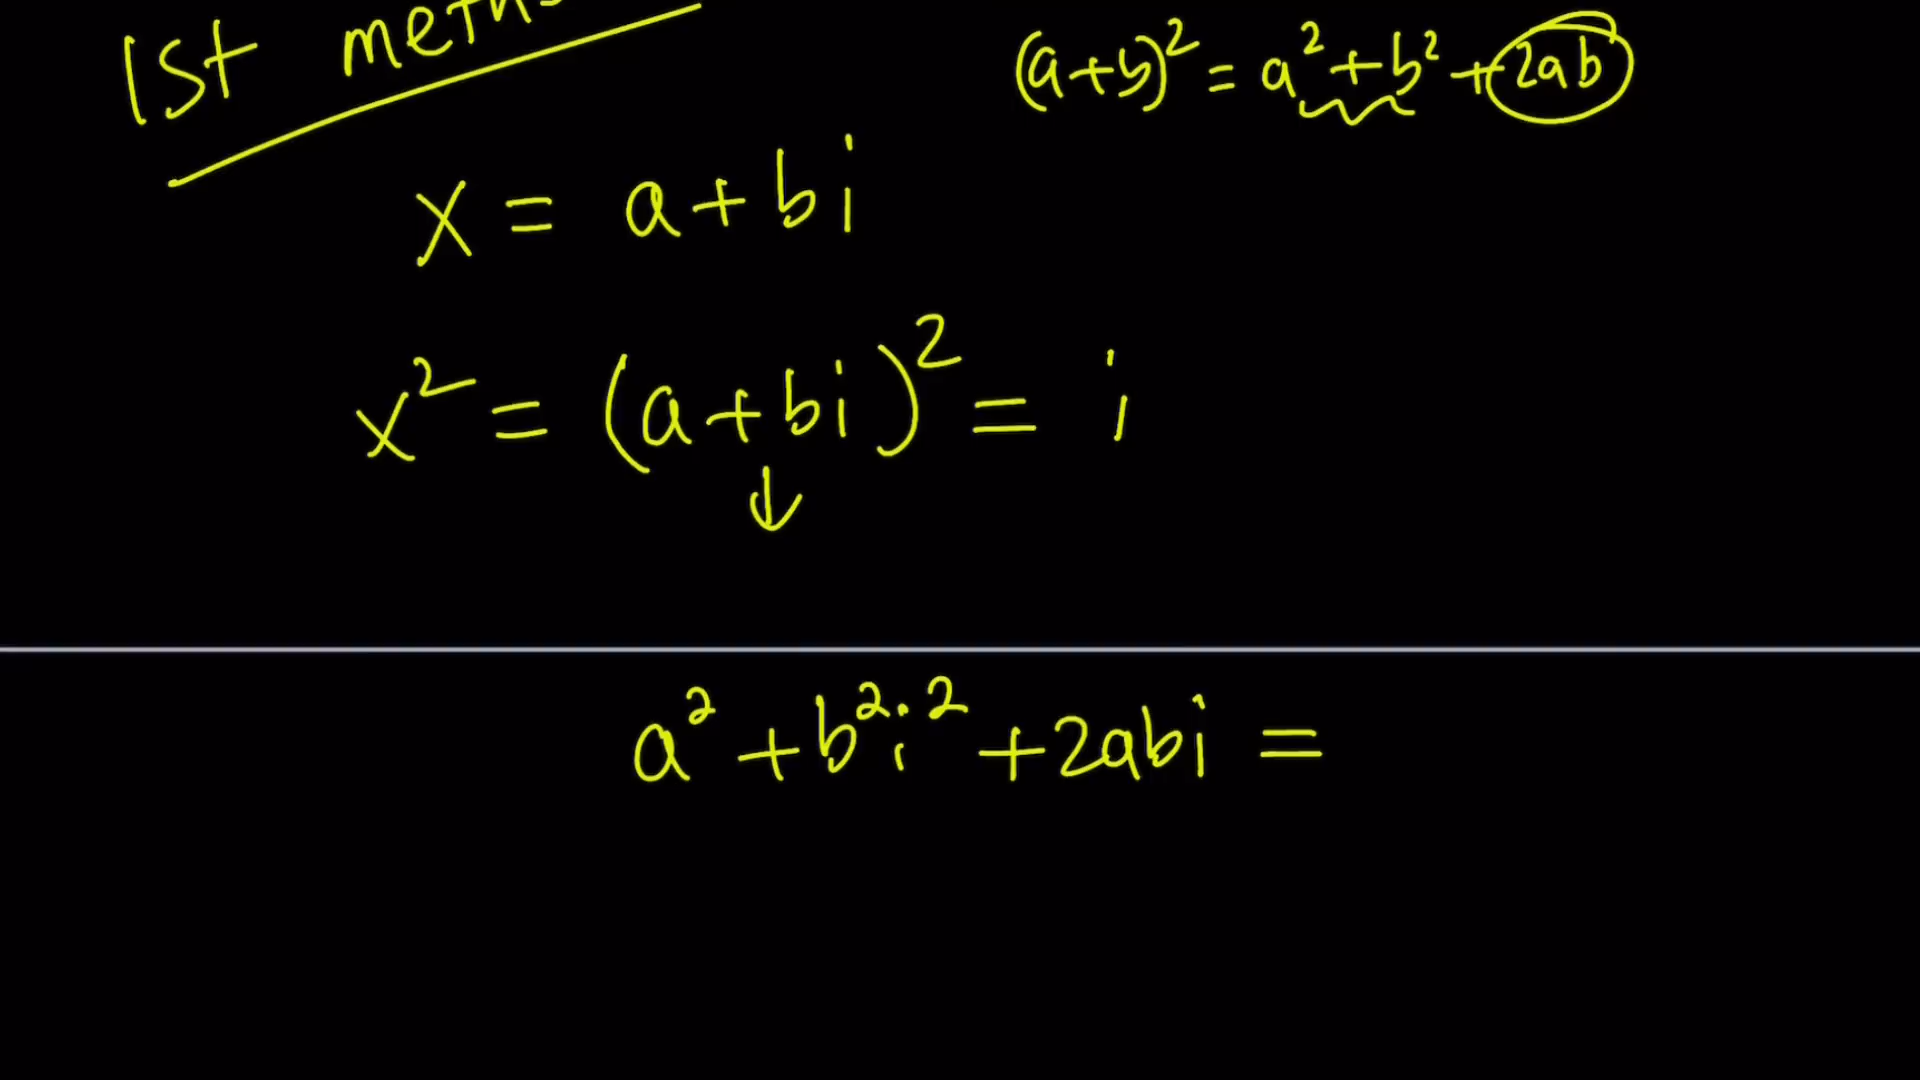 1st
(a+b)² = a² + b² + 2ab
x = a + bi
x² = (a+bi)² = i
a² + b²i² + 2abi =